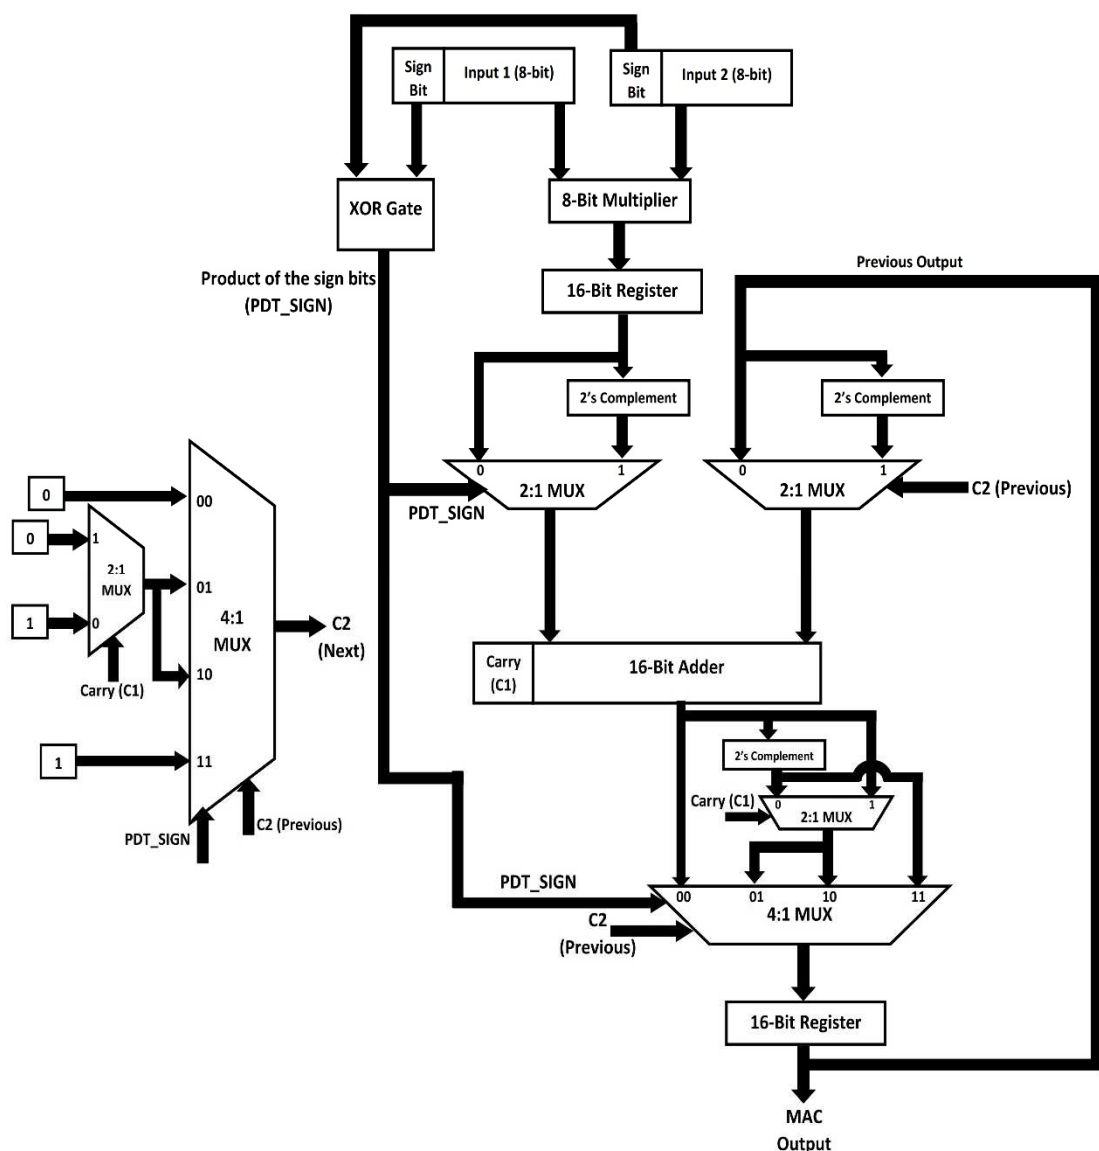 Sign
Bit
Input 1 (8-bit)
Sign
Bit
Input 2 (8-bit)
XOR Gate
8-Bit Multiplier
Product of the sign bits
(PDT_SIGN)
16-Bit Register
Previous Output
2's Complement
2's Complement
0
1
2:1 MUX
PDT_SIGN
0
1
2:1 MUX
C2 (Previous)
0
00
0
1
2:1
MUX
01
1
0
4:1
MUX
C2
(Next)
10
Carry (C1)
1
11
C2 (Previous)
PDT_SIGN
Carry
(C1)
16-Bit Adder
2's Complement
Carry (C1)
0
1
2:1 MUX
PDT_SIGN
00
01
10
11
4:1 MUX
C2
(Previous)
16-Bit Register
MAC
Output